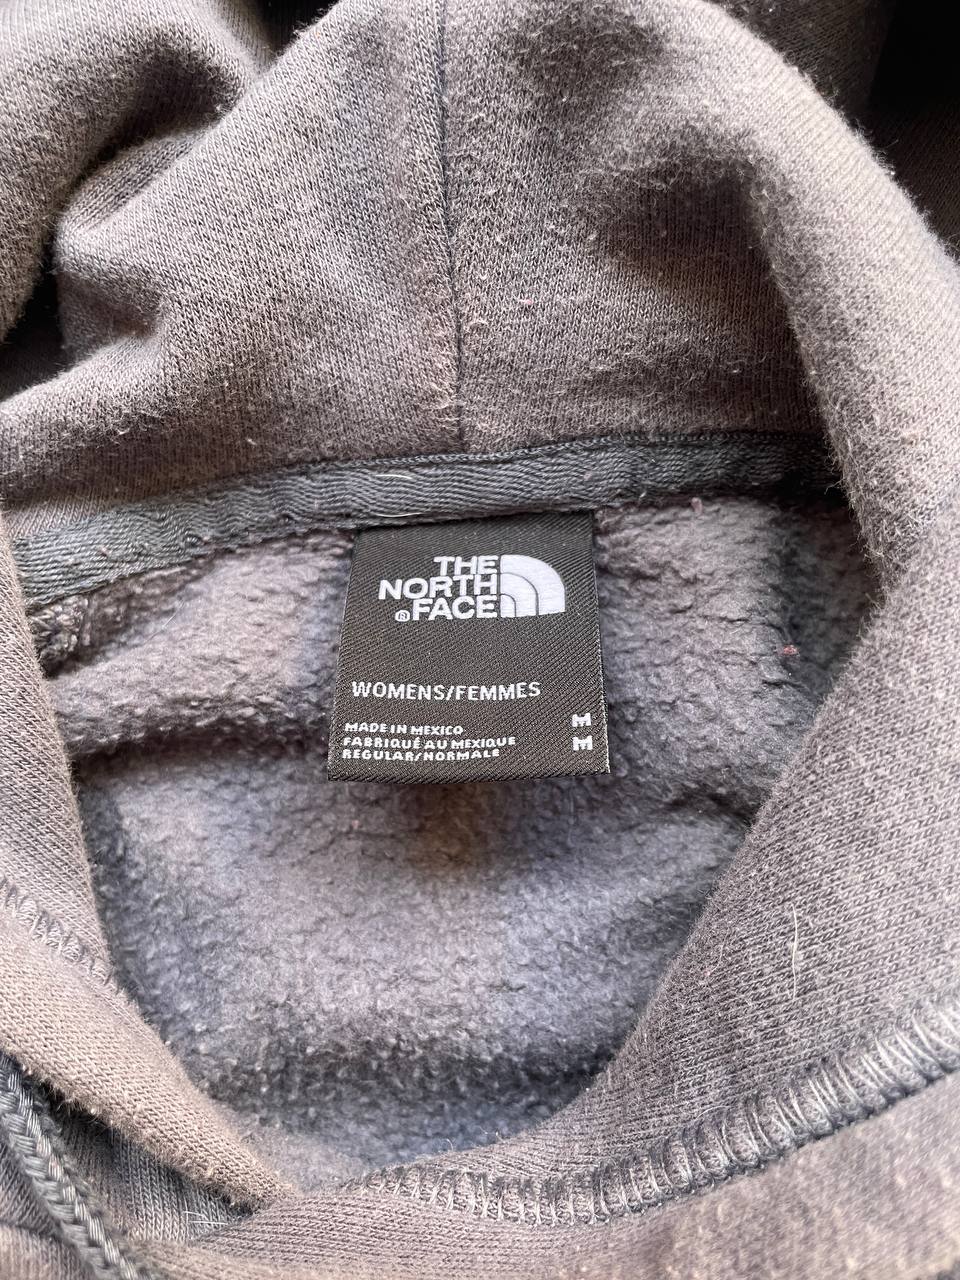 THE
NORTH
®FACE
WOMENS/FEMMES
MADE IN MEXICO M
FABRIQUÉ AU MEXIQUE M
REGULAR/NORMALE